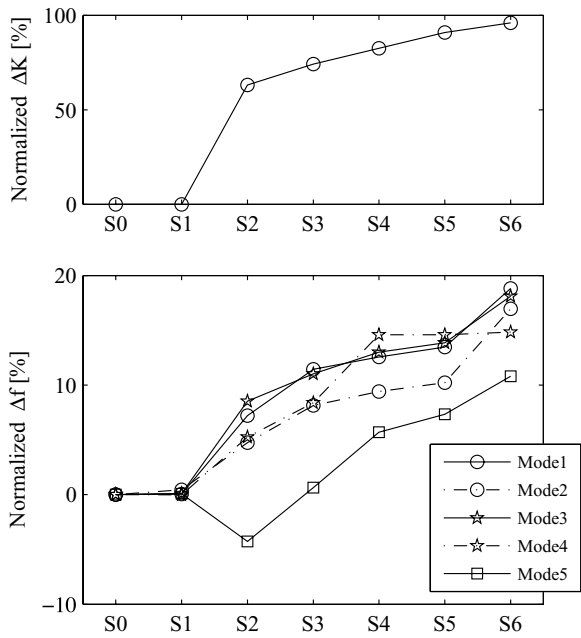 Normalized ΔK [%]
100
50
0
S0 S1 S2 S3 S4 S5 S6
Normalized Δf [%]
20
10
0
−10
S0 S1 S2 S3 S4 S5 S6
Mode1
Mode2
Mode3
Mode4
Mode5